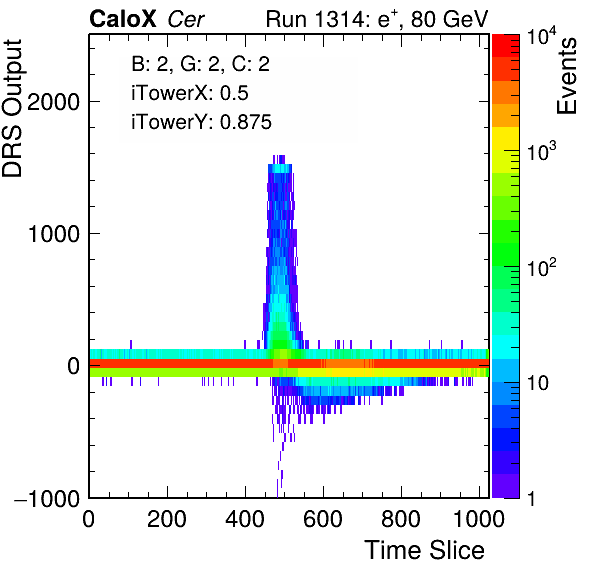 CaloX Cer Run 1314: e⁺, 80 GeV
B: 2, G: 2, C: 2
iTowerX: 0.5
iTowerY: 0.875
DRS Output
2000
1000
0
−1000
0 200 400 600 800 1000
Time Slice
Events
10⁴
10³
10²
10
1